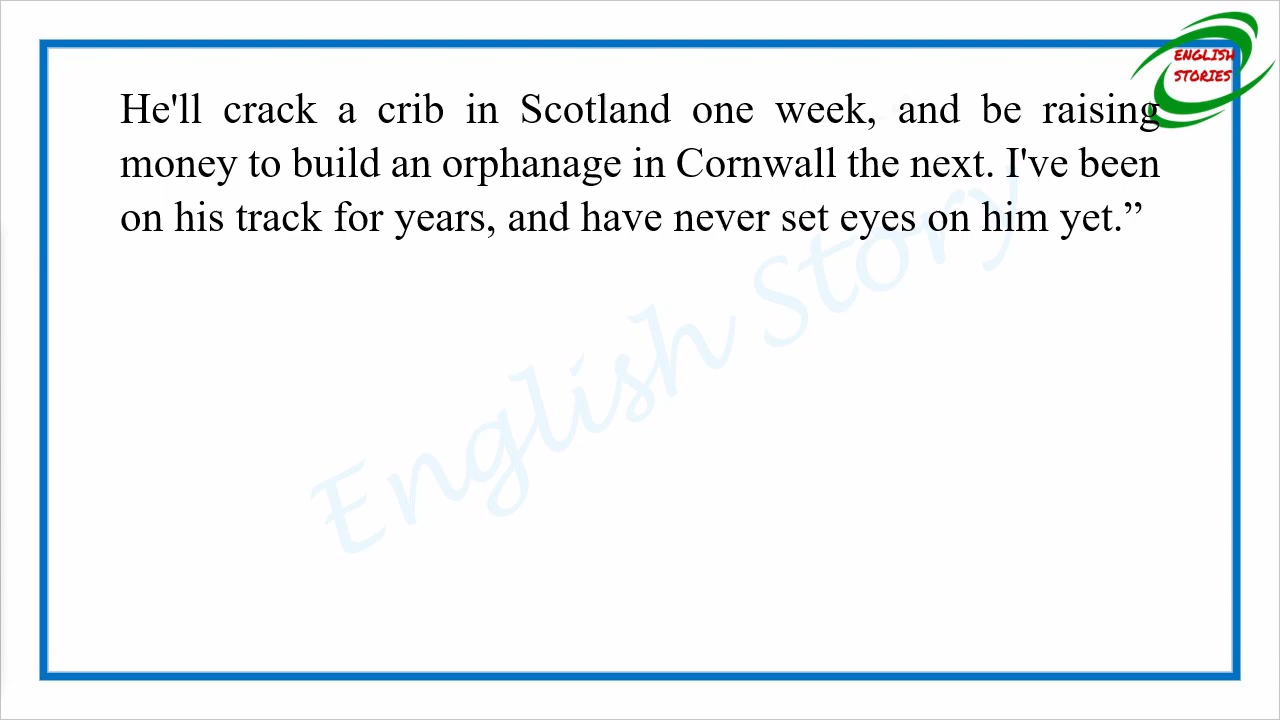 ENGLISH
STORIES
He'll crack a crib in Scotland one week, and be raising
money to build an orphanage in Cornwall the next. I've been
on his track for years, and have never set eyes on him yet.”
English Story